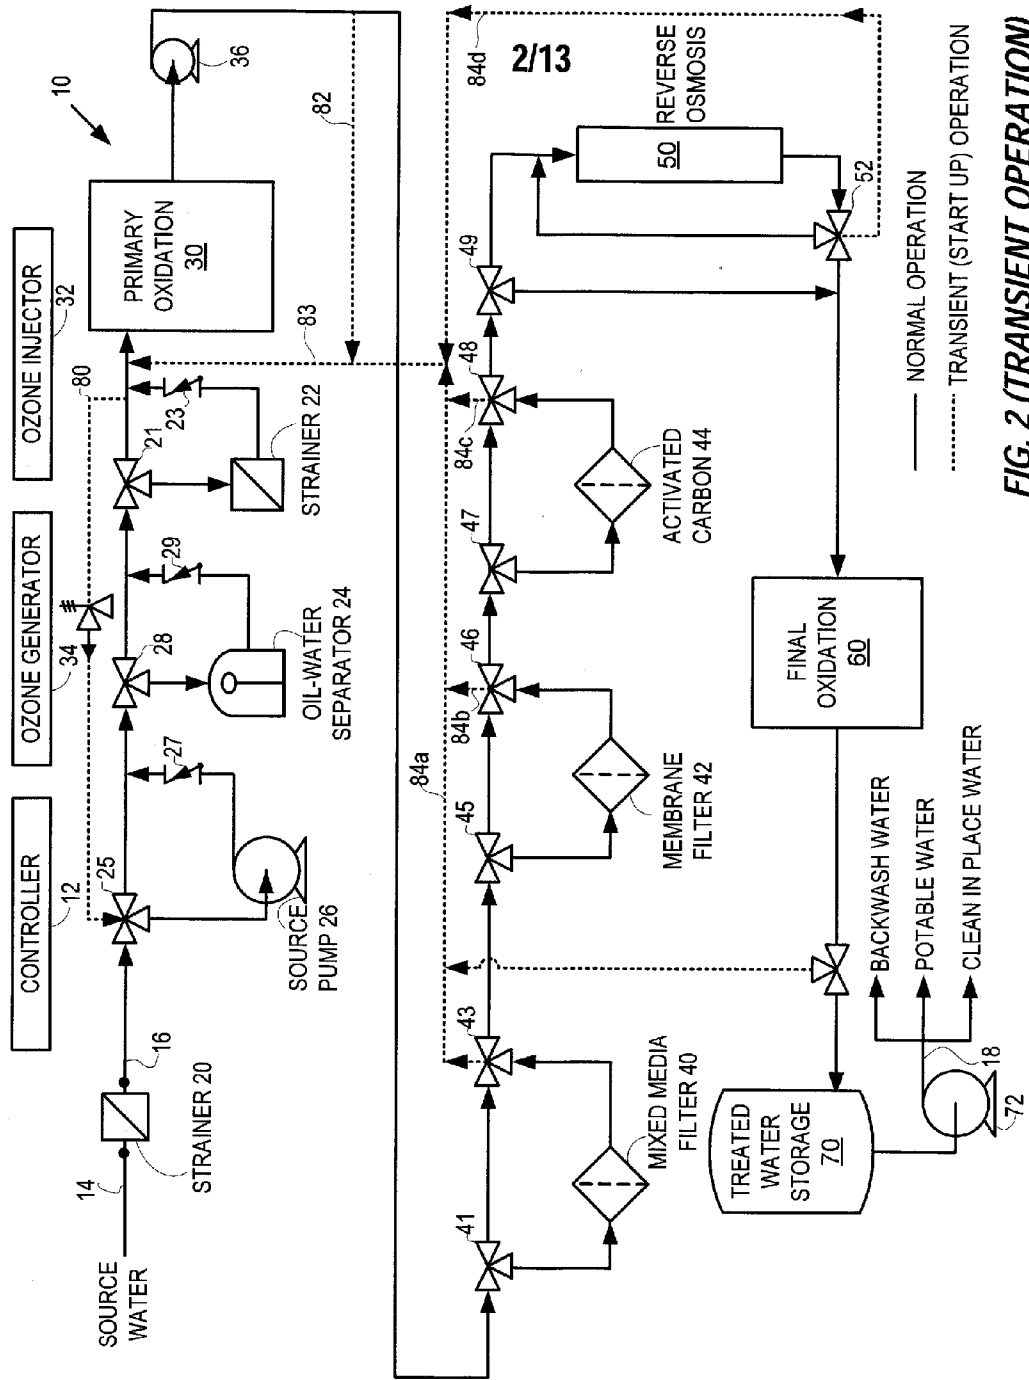 2/13
10
CONTROLLER
12
OZONE GENERATOR
34
OZONE INJECTOR
32
SOURCE
WATER
14
STRAINER 20
16
25
SOURCE
PUMP 26
27
28
OIL-WATER
SEPARATOR 24
29
21
STRAINER 22
23
80
PRIMARY
OXIDATION
30
36
82
83
84a
84b
84c
84d
41
MIXED MEDIA
FILTER 40
43
45
MEMBRANE
FILTER 42
46
47
ACTIVATED
CARBON 44
48
49
50
REVERSE
OSMOSIS
52
TREATED
WATER
STORAGE
70
72
18
BACKWASH WATER
POTABLE WATER
CLEAN IN PLACE WATER
FINAL
OXIDATION
60
NORMAL OPERATION
TRANSIENT (START UP) OPERATION
FIG. 2 (TRANSIENT OPERATION)